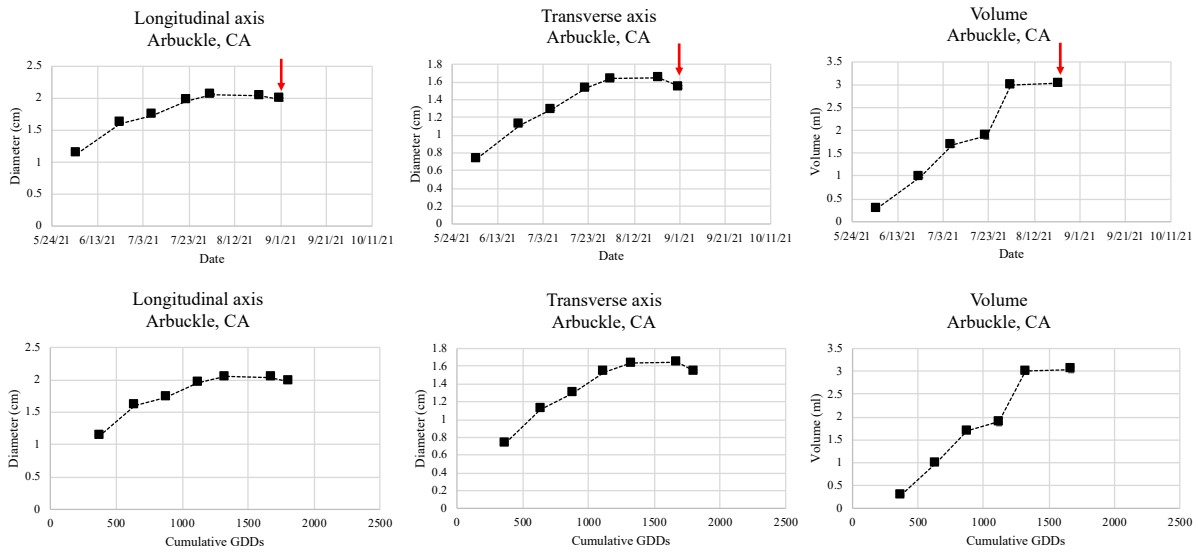 Longitudinal axis
Arbuckle, CA
2.5
2
1.5
1
0.5
0
Diameter (cm)
5/24/21 6/13/21 7/3/21 7/23/21 8/12/21 9/1/21 9/21/21 10/11/21
Date
Transverse axis
Arbuckle, CA
1.8
1.6
1.4
1.2
1
0.8
0.6
0.4
0.2
0
Diameter (cm)
5/24/21 6/13/21 7/3/21 7/23/21 8/12/21 9/1/21 9/21/21 10/11/21
Date
Volume
Arbuckle, CA
3.5
3
2.5
2
1.5
1
0.5
0
Volume (ml)
5/24/21 6/13/21 7/3/21 7/23/21 8/12/21 9/1/21 9/21/21 10/11/21
Date
Longitudinal axis
Arbuckle, CA
2.5
2
1.5
1
0.5
0
Diameter (cm)
0 500 1000 1500 2000 2500
Cumulative GDDs
Transverse axis
Arbuckle, CA
1.8
1.6
1.4
1.2
1
0.8
0.6
0.4
0.2
0
Diameter (cm)
0 500 1000 1500 2000 2500
Cumulative GDDs
Volume
Arbuckle, CA
3.5
3
2.5
2
1.5
1
0.5
0
Volume (ml)
0 500 1000 1500 2000 2500
Cumulative GDDs